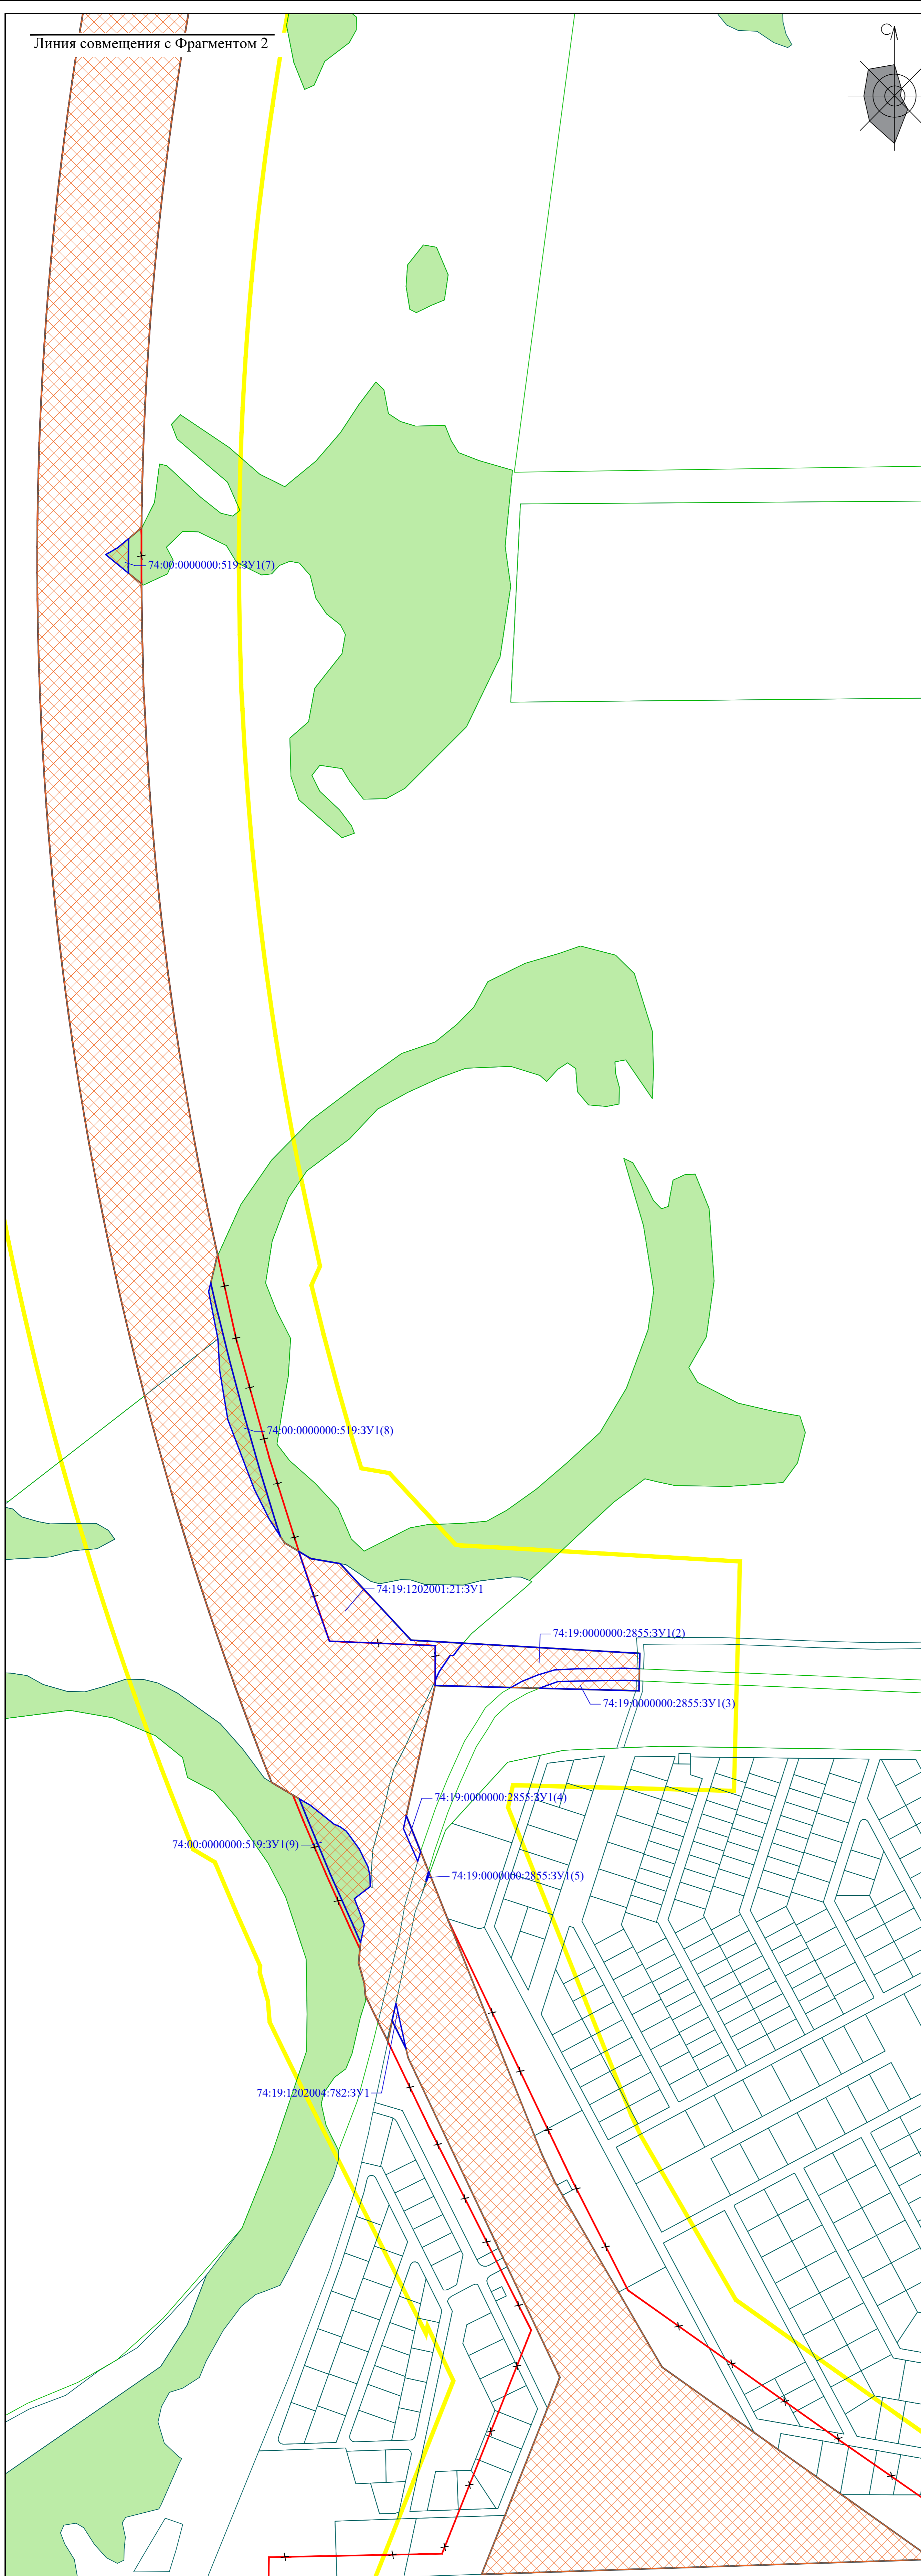 Линия совмещения с Фрагментом 2
С
74:00:0000000:519:ЗУ1(7)
74:00:0000000:519:ЗУ1(8)
74:19:1202001:21:ЗУ1
74:19:0000000:2855:ЗУ1(2)
74:19:0000000:2855:ЗУ1(3)
74:19:0000000:2855:ЗУ1(4)
74:00:0000000:519:ЗУ1(9)
74:19:0000000:2855:ЗУ1(5)
74:19:1202004:782:ЗУ1